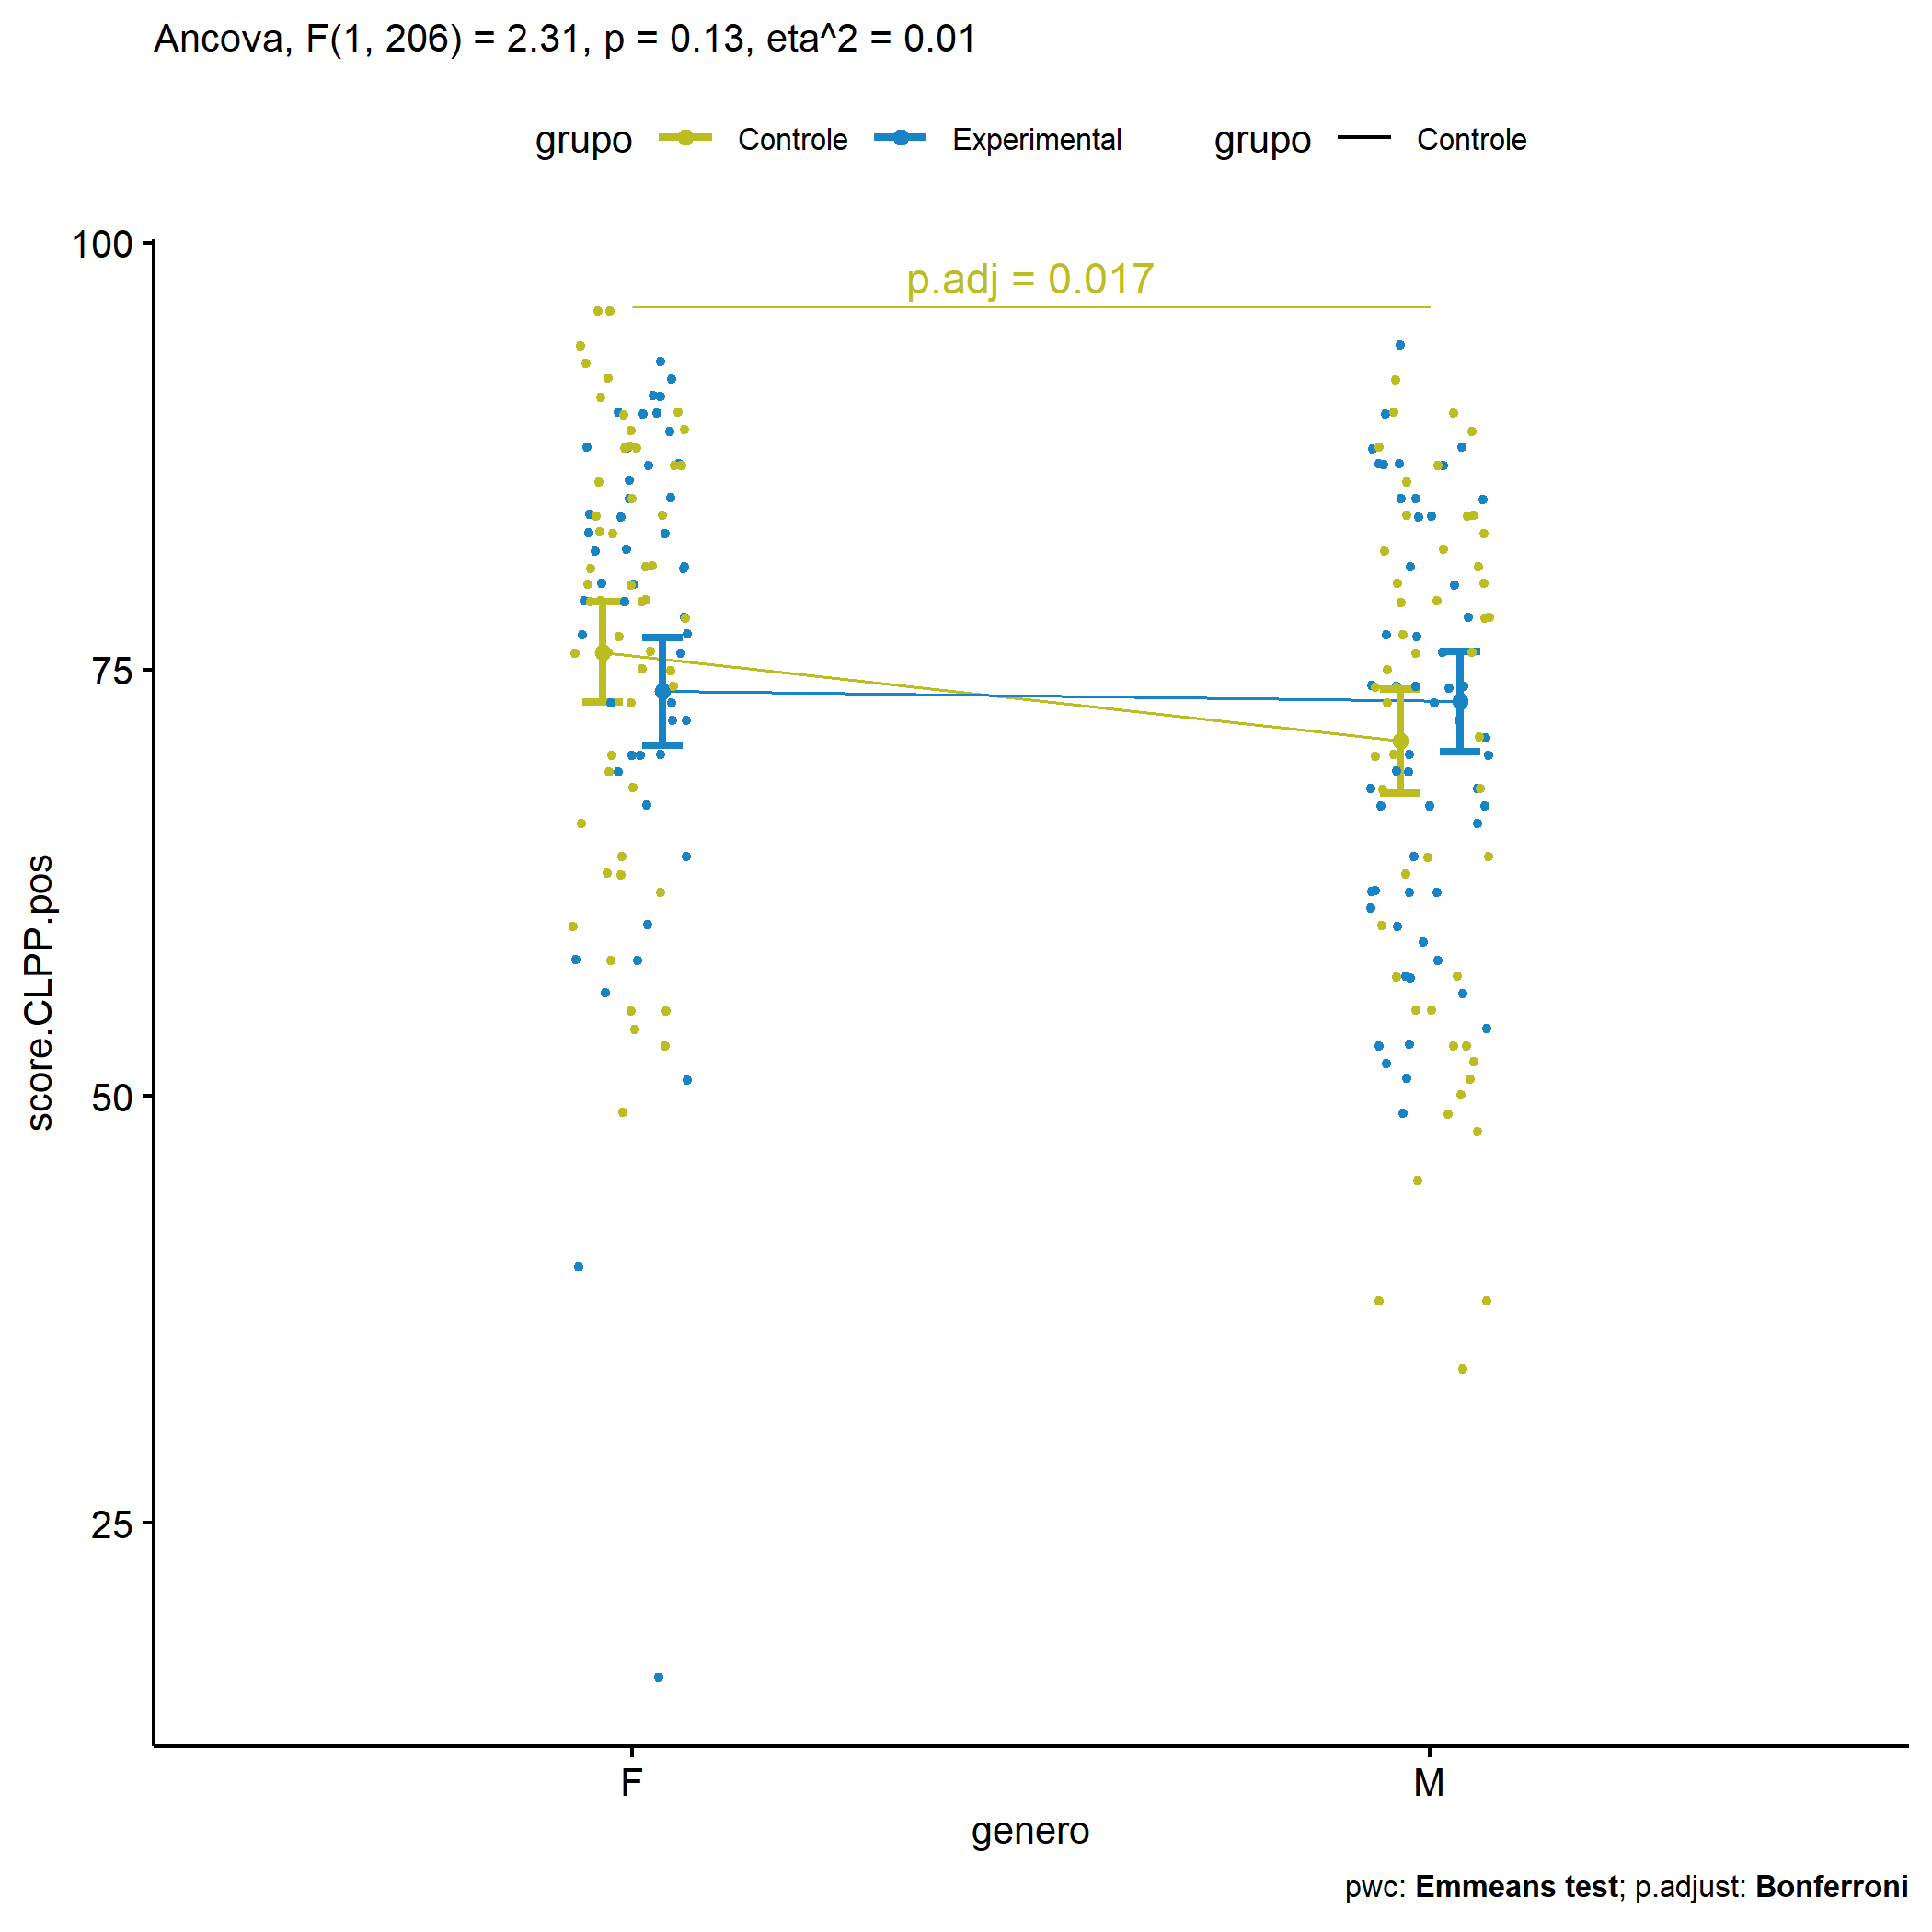 Ancova, F(1, 206) = 2.31, p = 0.13, eta^2 = 0.01
grupo Controle Experimental grupo Controle
100
p.adj = 0.017
75
score.CLPP.pos
50
25
F M
genero
pwc: Emmeans test; p.adjust: Bonferroni